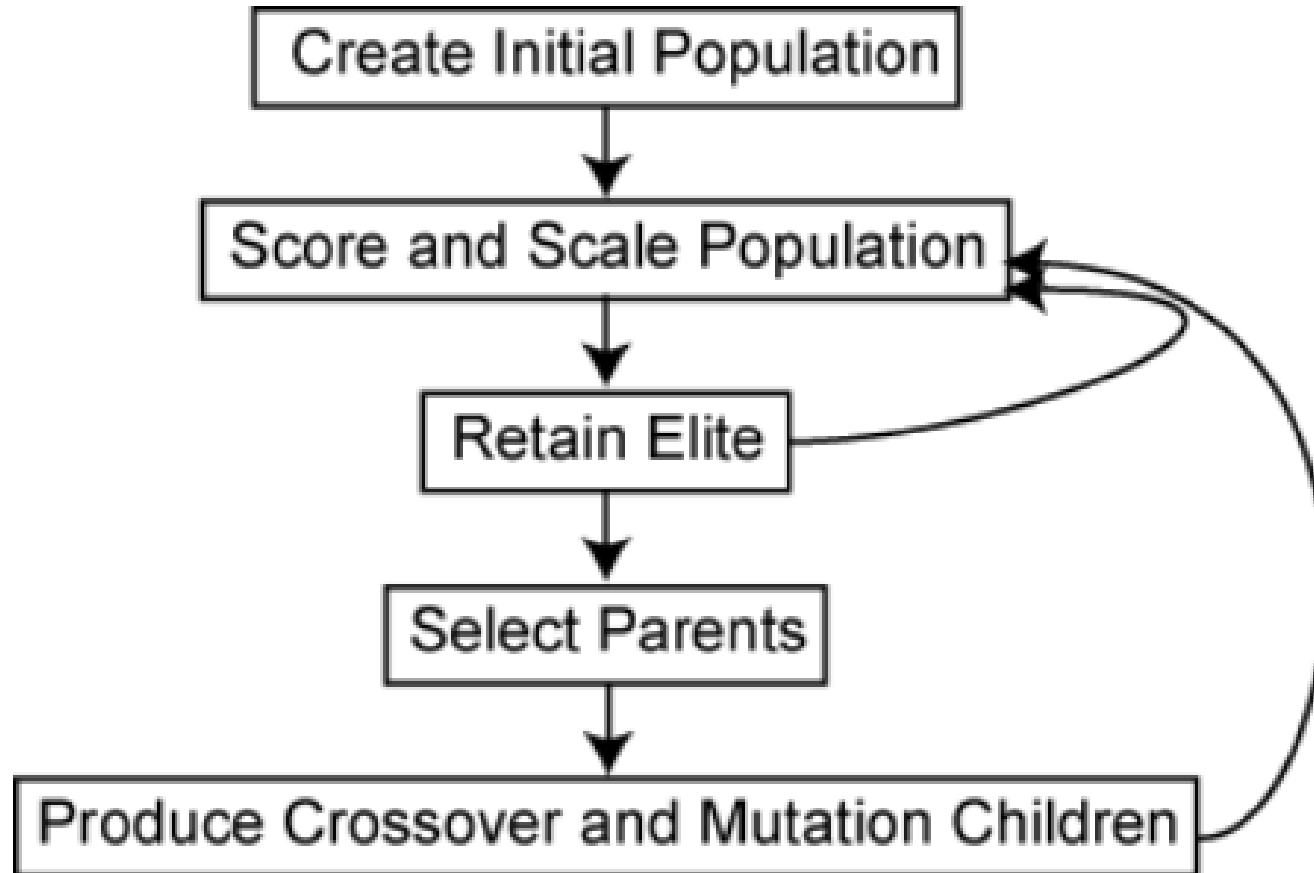 Create Initial Population
Score and Scale Population
Retain Elite
Select Parents
Produce Crossover and Mutation Children